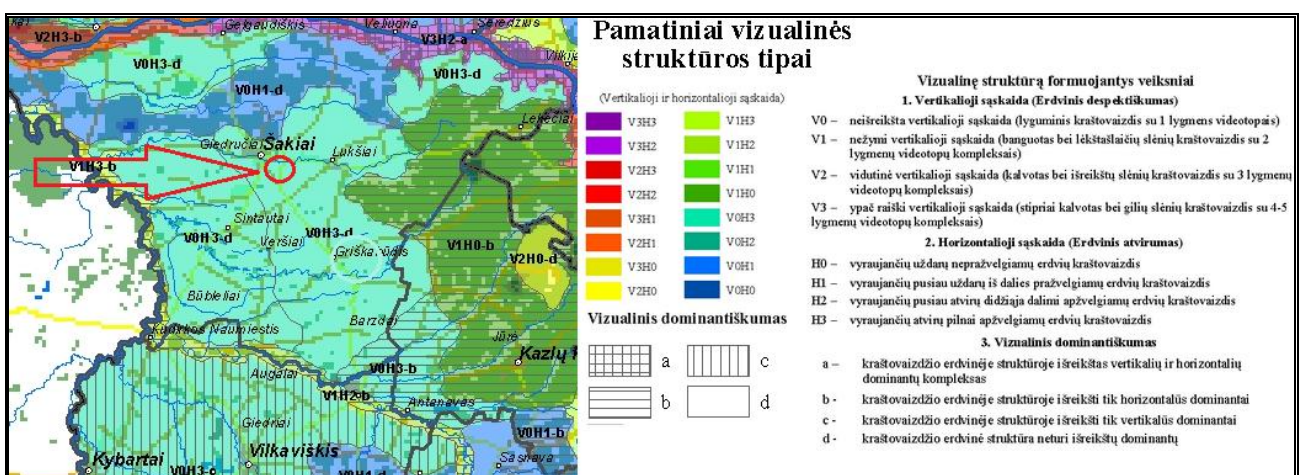 Gelgaudiškis
Veliuona
Seredžius
V2H3-b
V3H2-a
Vilkija
V0H3-d
V0H3-d
V0H1-d
Lekėčiai
Giedručiai
Šakiai
Lukšiai
V1H3-b
Sintautai
V0H3-d
Veršiai
V0H3-d
V1H0-b
V2H0-d
Būbleliai
Barzdai
Kudirkos Naumiestis
Jūrė
Kazlų
V0H3-b
Augalai
V1H2-b
Antanavas
Giedriai
V0H1-b
Vilkaviškis
Kybartai
V0H3-c
V0H1-d
Sasnava
Pamatiniai vizualinės
struktūros tipai
(Vertikalioji ir horizontalioji sąskaida)
V3H3 V1H3
V3H2 V1H2
V2H3 V1H1
V2H2 V1H0
V3H1 V0H3
V2H1 V0H2
V3H0 V0H1
V2H0 V0H0
Vizualinis dominantiškumas
a c
b d
Vizualinę struktūrą formuojantys veiksniai
1. Vertikalioji sąskaida (Erdvinis despektiškumas)
V0 – neišreikšta vertikalioji sąskaida (lyguminis kraštovaizdis su 1 lygmens videotopais)
V1 – nežymi vertikalioji sąskaida (banguotas bei lėkštašlaičių slėnių kraštovaizdis su 2
lygmenų videotopų kompleksais)
V2 – vidutinė vertikalioji sąskaida (kalvotas bei išreikštų slėnių kraštovaizdis su 3 lygmenų
videotopų kompleksais)
V3 – ypač raiški vertikalioji sąskaida (stipriai kalvotas bei gilių slėnių kraštovaizdis su 4-5
lygmenų videotopų kompleksais)
2. Horizontalioji sąskaida (Erdvinis atvirumas)
H0 – vyraujančių uždarų nepražvelgiamų erdvių kraštovaizdis
H1 – vyraujančių pusiau uždarų iš dalies pražvelgiamų erdvių kraštovaizdis
H2 – vyraujančių pusiau atvirų didžiaja dalimi apžvelgiamų erdvių kraštovaizdis
H3 – vyraujančių atvirų pilnai apžvelgiamų erdvių kraštovaizdis
3. Vizualinis dominantiškumas
a – kraštovaizdžio erdvinėje struktūroje išreikštas vertikalių ir horizontalių
dominantų kompleksas
b - kraštovaizdžio erdvinėje struktūroje išreikšti tik horizontalūs dominantai
c - kraštovaizdžio erdvinėje struktūroje išreikšti tik vertikalūs dominantai
d - kraštovaizdžio erdvinė struktūra neturi išreikštų dominantų